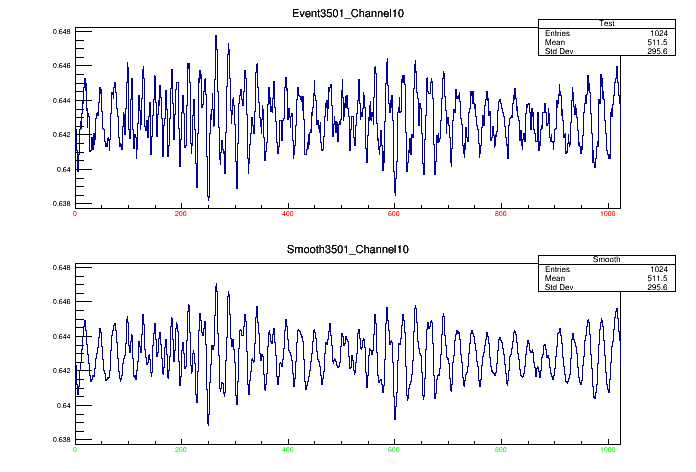 Event3501_Channel10
Test
Entries 1024
Mean 511.5
Std Dev 295.6
0.648
0.646
0.644
0.642
0.64
0.638
0 200 400 600 800 1000
Smooth3501_Channel10
Smooth
Entries 1024
Mean 511.5
Std Dev 295.6
0.648
0.646
0.644
0.642
0.64
0.638
0 200 400 600 800 1000